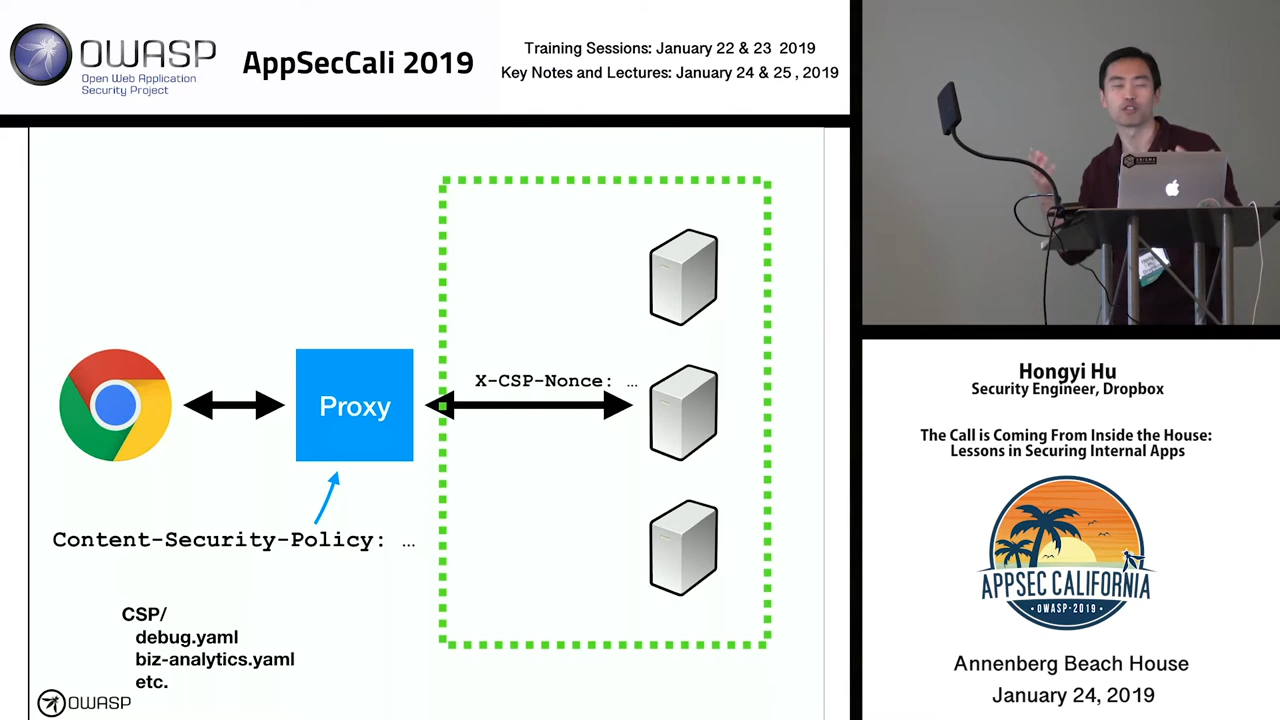 OWASP
Open Web Application
Security Project
AppSecCali 2019
Training Sessions: January 22 & 23 2019
Key Notes and Lectures: January 24 & 25 , 2019
X-CSP-Nonce: …
Proxy
Content-Security-Policy: …
CSP/
debug.yaml
biz-analytics.yaml
etc.
OWASP
Hongyi Hu
Security Engineer, Dropbox
The Call is Coming From Inside the House:
Lessons in Securing Internal Apps
APPSEC CALIFORNIA
OWASP-2019
Annenberg Beach House
January 24, 2019